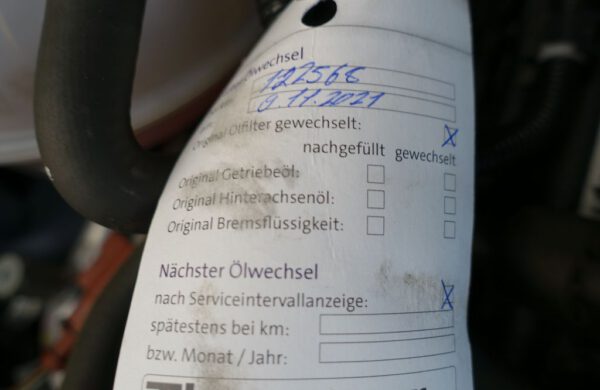 Ölwechsel
122568
9.11.2021
Original Ölfilter gewechselt: X
nachgefüllt gewechselt
Original Getriebeöl:
Original Hinterachsenöl:
Original Bremsflüssigkeit:
Nächster Ölwechsel
nach Serviceintervallanzeige: X
spätestens bei km:
bzw. Monat / Jahr: